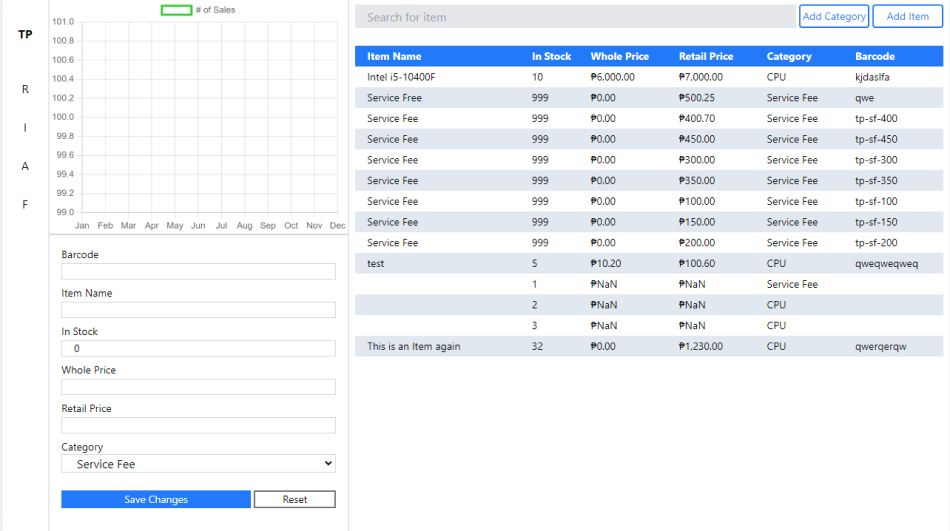 TP
R
I
A
F
# of Sales
101.0
100.8
100.6
100.4
100.2
100.0
99.8
99.6
99.4
99.2
99.0
Jan Feb Mar Apr May Jun Jul Aug Sep Oct Nov Dec
Barcode
Item Name
In Stock
0
Whole Price
Retail Price
Category
Service Fee
Save Changes Reset
Search for item Add Category Add Item
Item Name In Stock Whole Price Retail Price Category Barcode
Intel i5-10400F 10 ₱6,000.00 ₱7,000.00 CPU kjdaslfa
Service Free 999 ₱0.00 ₱500.25 Service Fee qwe
Service Fee 999 ₱0.00 ₱400.70 Service Fee tp-sf-400
Service Fee 999 ₱0.00 ₱450.00 Service Fee tp-sf-450
Service Fee 999 ₱0.00 ₱300.00 Service Fee tp-sf-300
Service Fee 999 ₱0.00 ₱350.00 Service Fee tp-sf-350
Service Fee 999 ₱0.00 ₱100.00 Service Fee tp-sf-100
Service Fee 999 ₱0.00 ₱150.00 Service Fee tp-sf-150
Service Fee 999 ₱0.00 ₱200.00 Service Fee tp-sf-200
test 5 ₱10.20 ₱100.60 CPU qweqweqweq
1 ₱NaN ₱NaN Service Fee
2 ₱NaN ₱NaN CPU
3 ₱NaN ₱NaN CPU
This is an Item again 32 ₱0.00 ₱1,230.00 CPU qwerqerqw